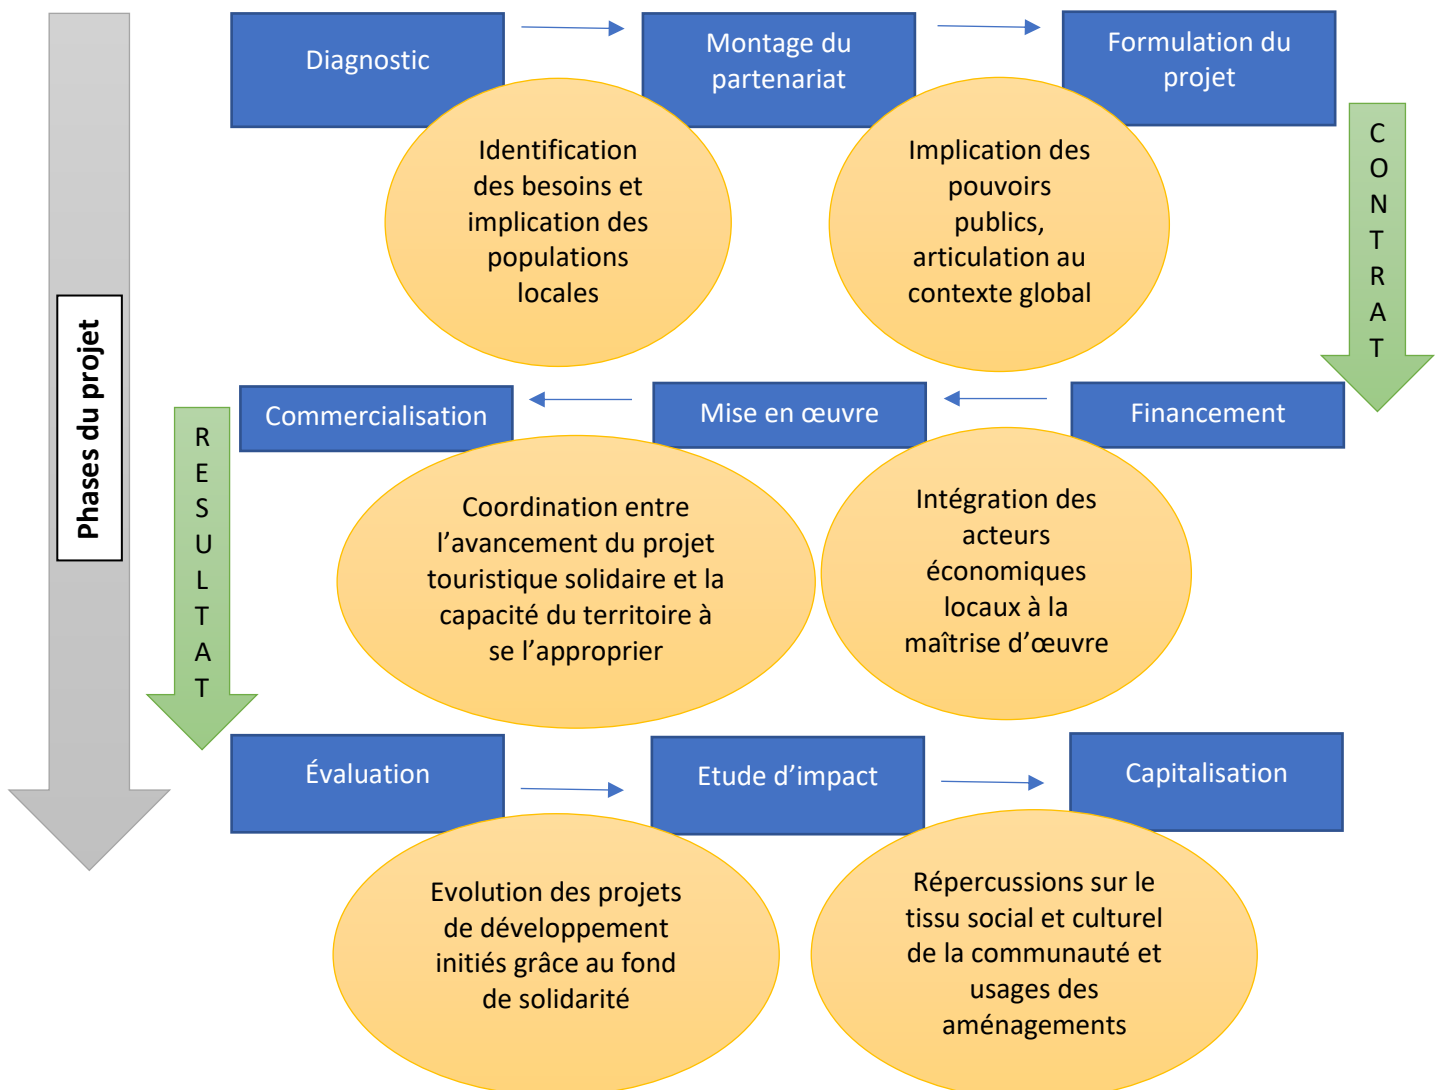 Diagnostic
Montage du
partenariat
Formulation du
projet
Identification
des besoins et
implication des
populations
locales
Implication des
pouvoirs
publics,
articulation au
contexte global
CONTRAT
Phases du projet
Commercialisation
Mise en œuvre
Financement
RESULTAT
Coordination entre
l’avancement du projet
touristique solidaire et la
capacité du territoire à
se l’approprier
Intégration des
acteurs
économiques
locaux à la
maîtrise d’œuvre
Évaluation
Etude d’impact
Capitalisation
Evolution des projets
de développement
initiés grâce au fond
de solidarité
Répercussions sur le
tissu social et culturel
de la communauté et
usages des
aménagements